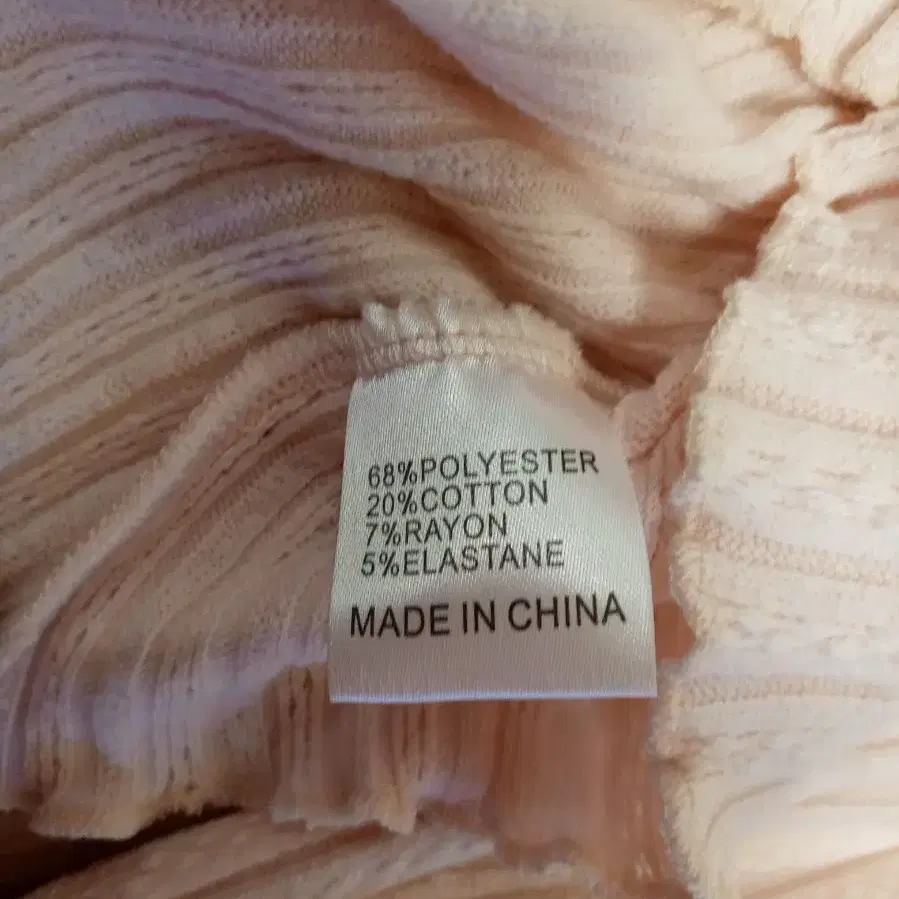 68%POLYESTER
20%COTTON
7%RAYON
5%ELASTANE
MADE IN CHINA